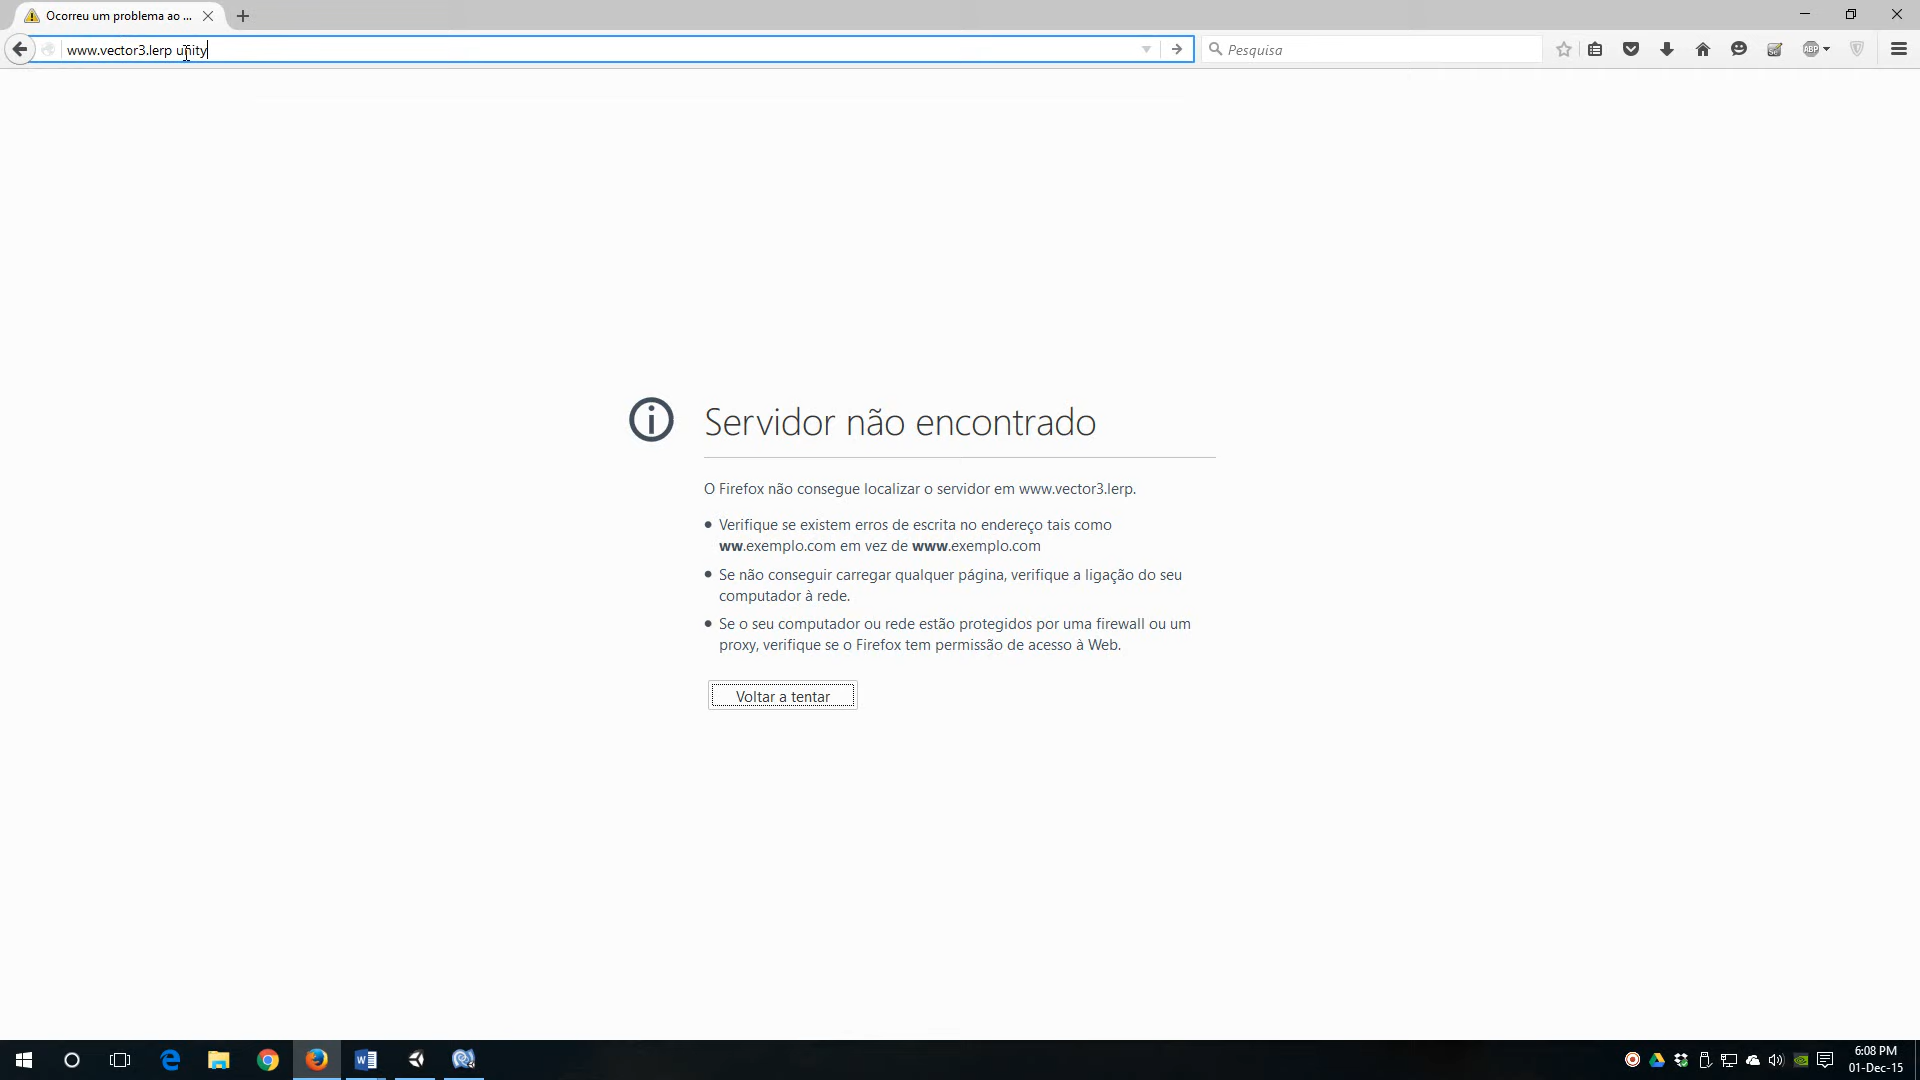 Ocorreu um problema ao ...
www.vector3.lerp unity
Pesquisa
ABP
Servidor não encontrado
O Firefox não consegue localizar o servidor em www.vector3.lerp.
Verifique se existem erros de escrita no endereço tais como
ww.exemplo.com em vez de www.exemplo.com
Se não conseguir carregar qualquer página, verifique a ligação do seu
computador à rede.
Se o seu computador ou rede estão protegidos por uma firewall ou um
proxy, verifique se o Firefox tem permissão de acesso à Web.
Voltar a tentar
6:08 PM
01-Dec-15